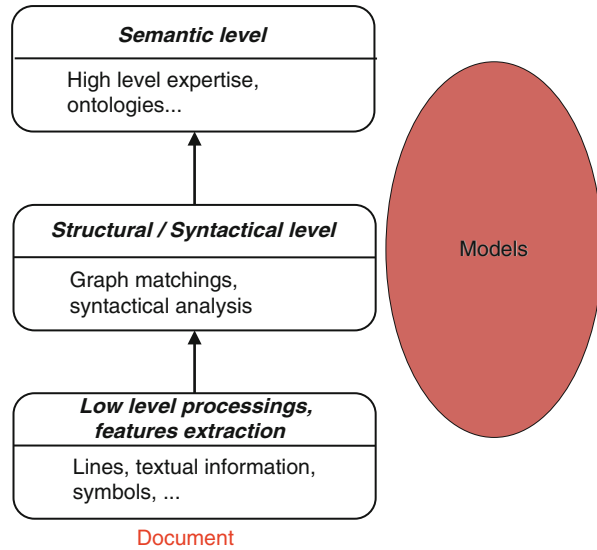 Semantic level
High level expertise,
ontologies...
Structural / Syntactical level
Graph matchings,
syntactical analysis
Models
Low level processings,
features extraction
Lines, textual information,
symbols, ...
Document